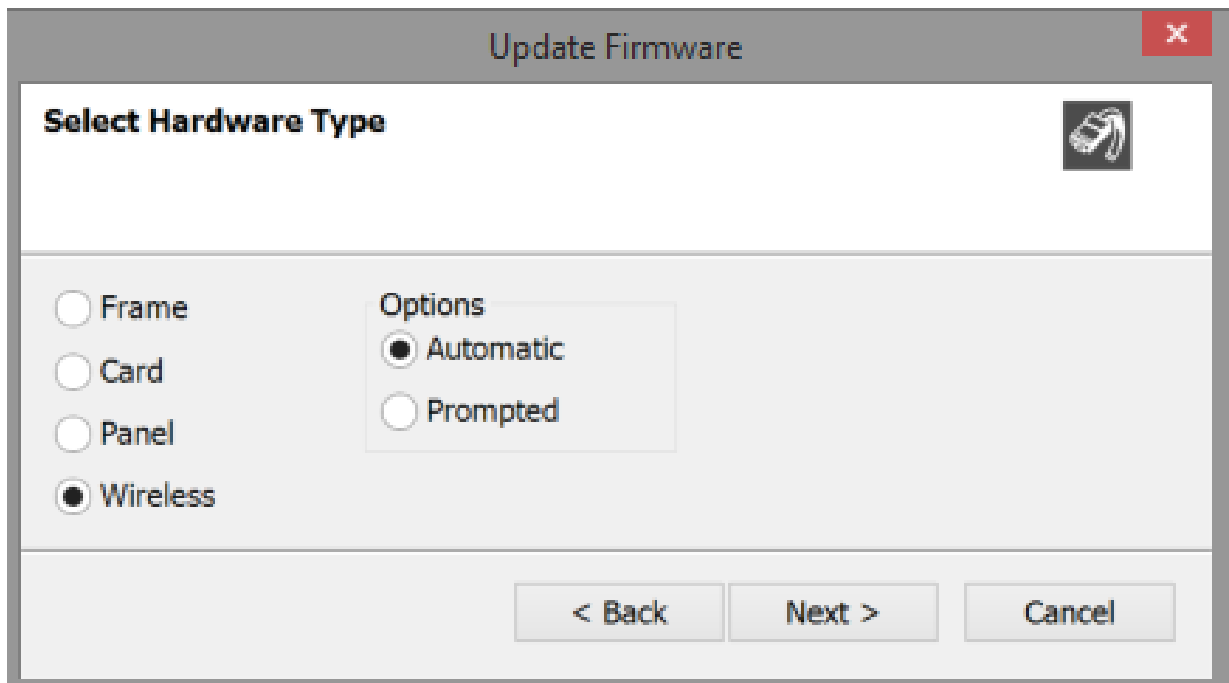 Update Firmware
x
Select Hardware Type
Frame
Card
Panel
Wireless
Options
Automatic
Prompted
< Back
Next >
Cancel